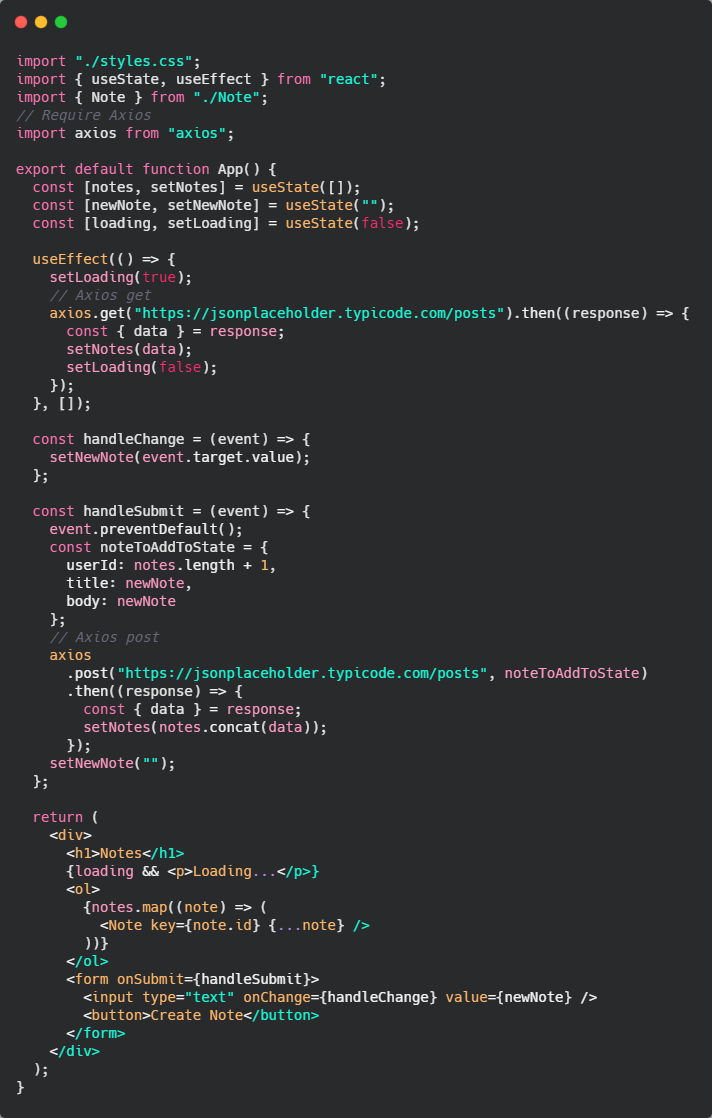 import "./styles.css";
import { useState, useEffect } from "react";
import { Note } from "./Note";
// Require Axios
import axios from "axios";

export default function App() {
  const [notes, setNotes] = useState([]);
  const [newNote, setNewNote] = useState("");
  const [loading, setLoading] = useState(false);

  useEffect(() => {
    setLoading(true);
    // Axios get
    axios.get("https://jsonplaceholder.typicode.com/posts").then((response) => {
      const { data } = response;
      setNotes(data);
      setLoading(false);
    });
  }, []);

  const handleChange = (event) => {
    setNewNote(event.target.value);
  };

  const handleSubmit = (event) => {
    event.preventDefault();
    const noteToAddToState = {
      userId: notes.length + 1,
      title: newNote,
      body: newNote
    };
    // Axios post
    axios
      .post("https://jsonplaceholder.typicode.com/posts", noteToAddToState)
      .then((response) => {
        const { data } = response;
        setNotes(notes.concat(data));
      });
    setNewNote("");
  };

  return (
    <div>
      <h1>Notes</h1>
      {loading && <p>Loading...</p>}
      <ol>
        {notes.map((note) => (
          <Note key={note.id} {...note} />
        ))}
      </ol>
      <form onSubmit={handleSubmit}>
        <input type="text" onChange={handleChange} value={newNote} />
        <button>Create Note</button>
      </form>
    </div>
  );
}